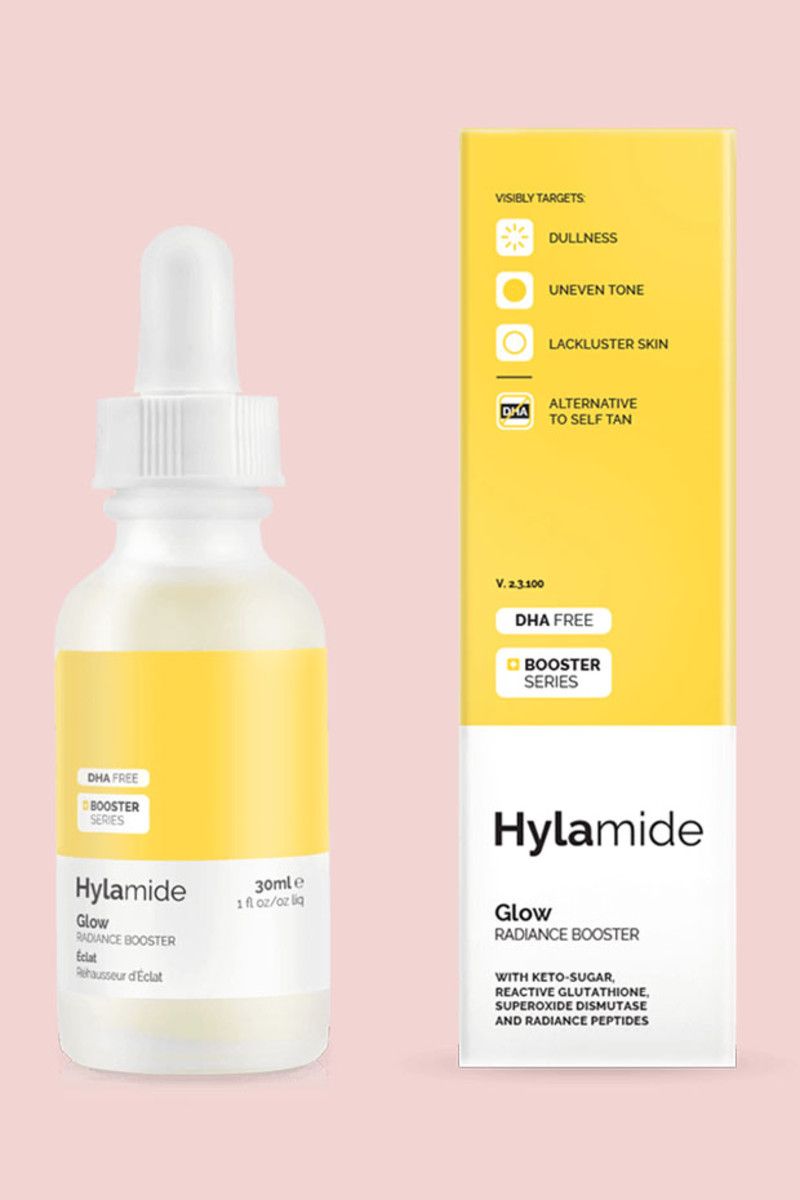 DHA FREE
BOOSTER
SERIES
Hylamide
30ml e
1 fl oz/oz liq
Glow
RADIANCE BOOSTER
Éclat
Réhausseur d'Éclat
VISIBLY TARGETS:
DULLNESS
UNEVEN TONE
LACKLUSTER SKIN
DHA
ALTERNATIVE
TO SELF TAN
V. 2.3.100
DHA FREE
BOOSTER
SERIES
Hylamide
Glow
RADIANCE BOOSTER
WITH KETO-SUGAR,
REACTIVE GLUTATHIONE,
SUPEROXIDE DISMUTASE
AND RADIANCE PEPTIDES